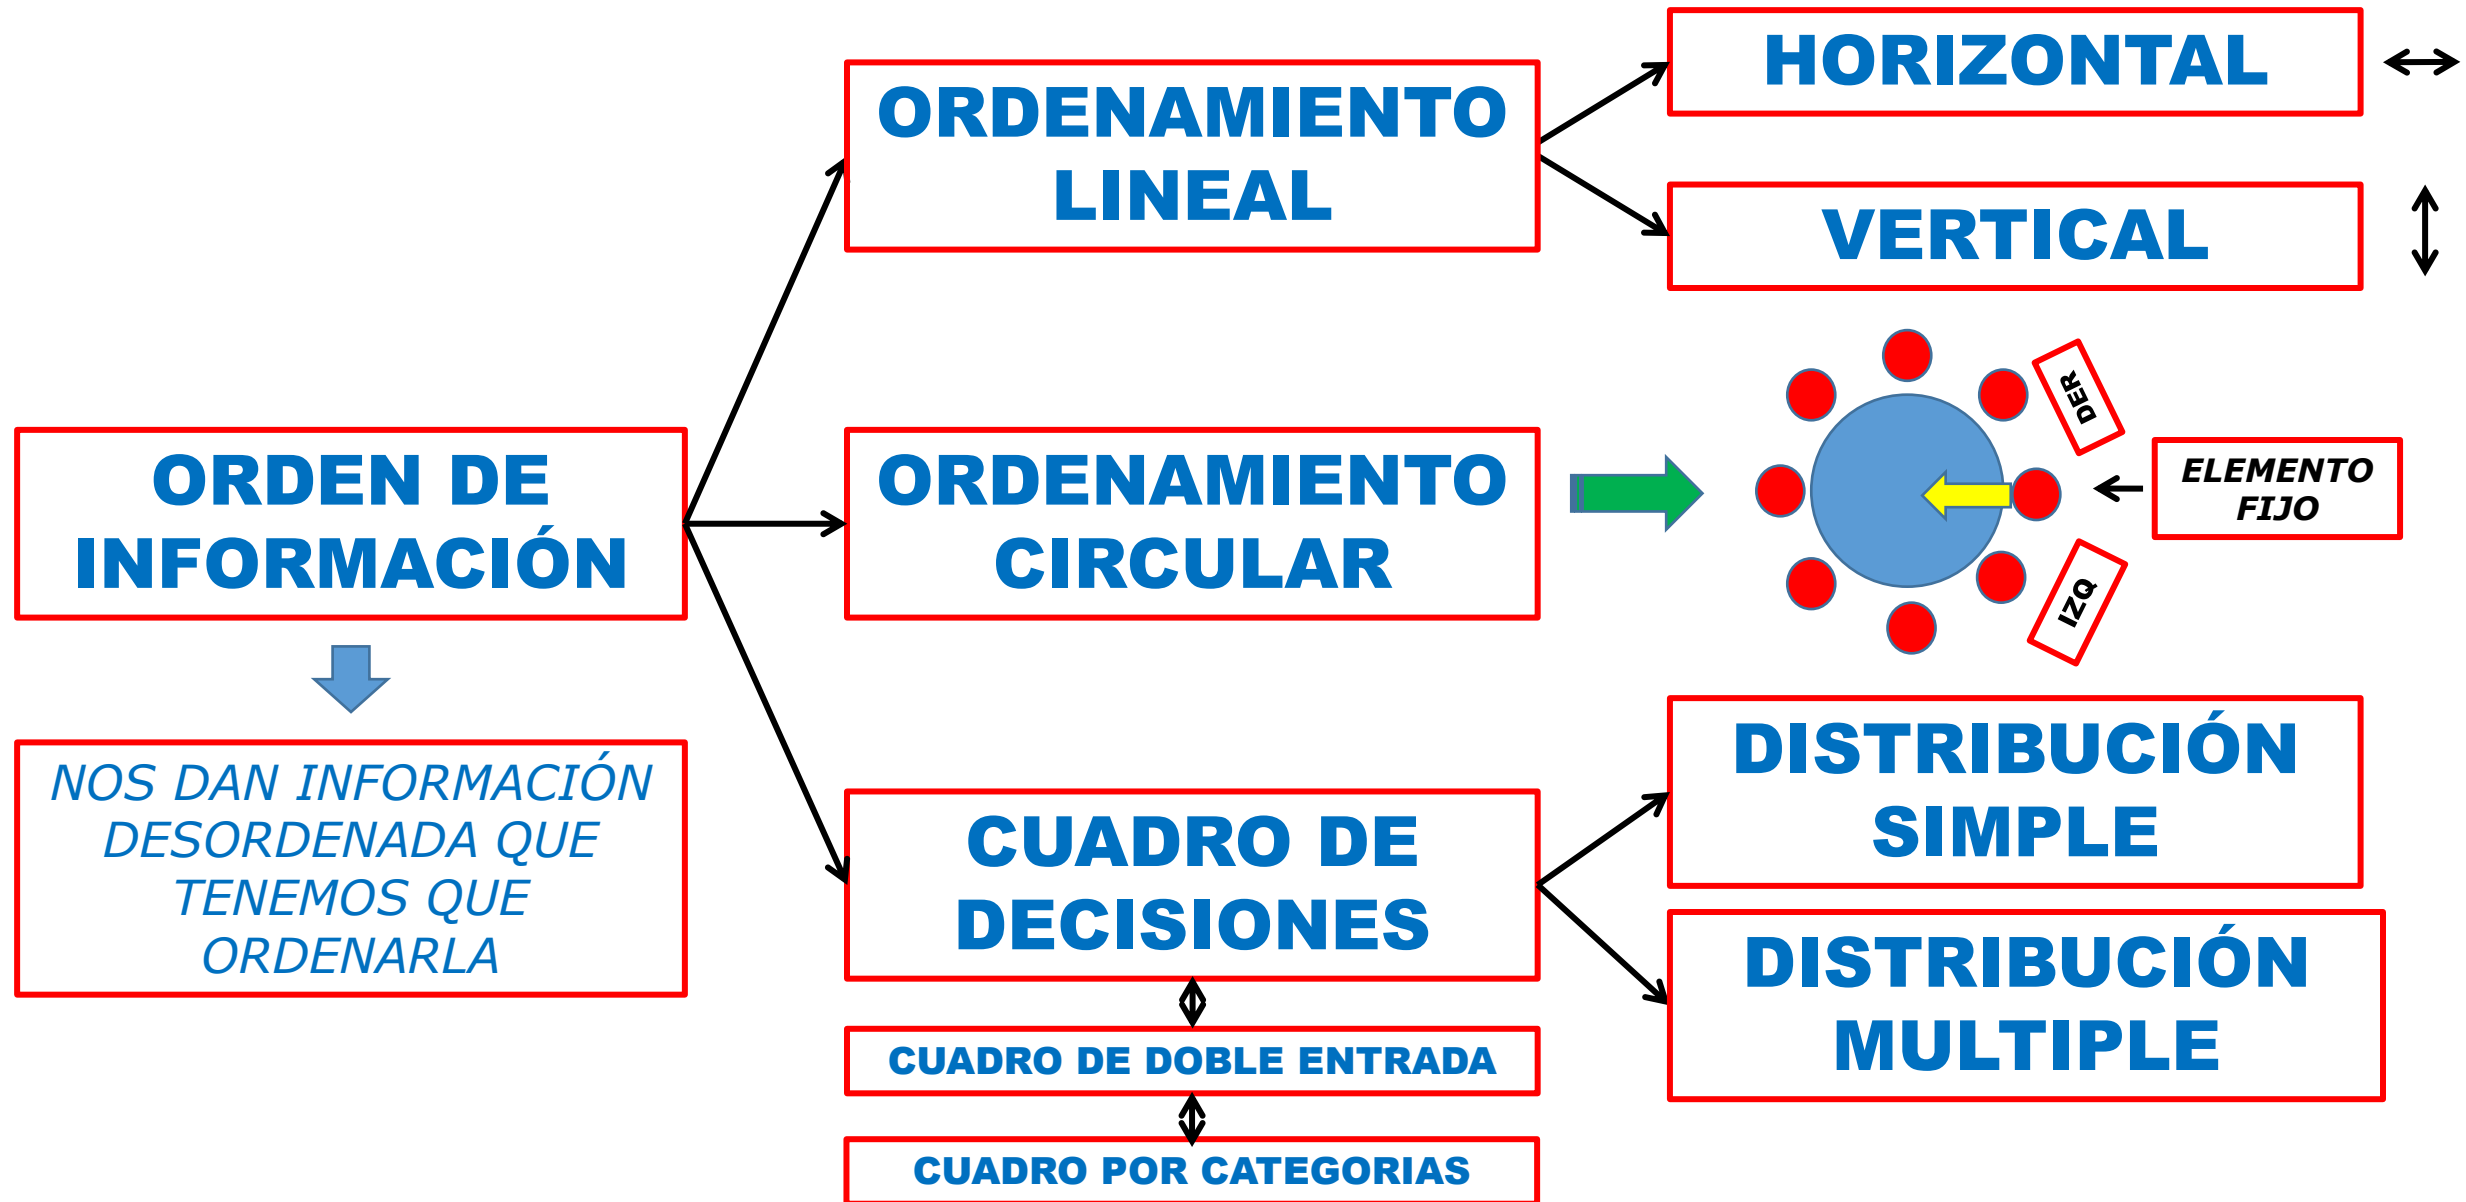 ORDEN DE
INFORMACIÓN
NOS DAN INFORMACIÓN
DESORDENADA QUE
TENEMOS QUE
ORDENARLA
ORDENAMIENTO
LINEAL
HORIZONTAL
VERTICAL
ORDENAMIENTO
CIRCULAR
DER
ELEMENTO
FIJO
IZQ
CUADRO DE
DECISIONES
DISTRIBUCIÓN
SIMPLE
DISTRIBUCIÓN
MULTIPLE
CUADRO DE DOBLE ENTRADA
CUADRO POR CATEGORIAS